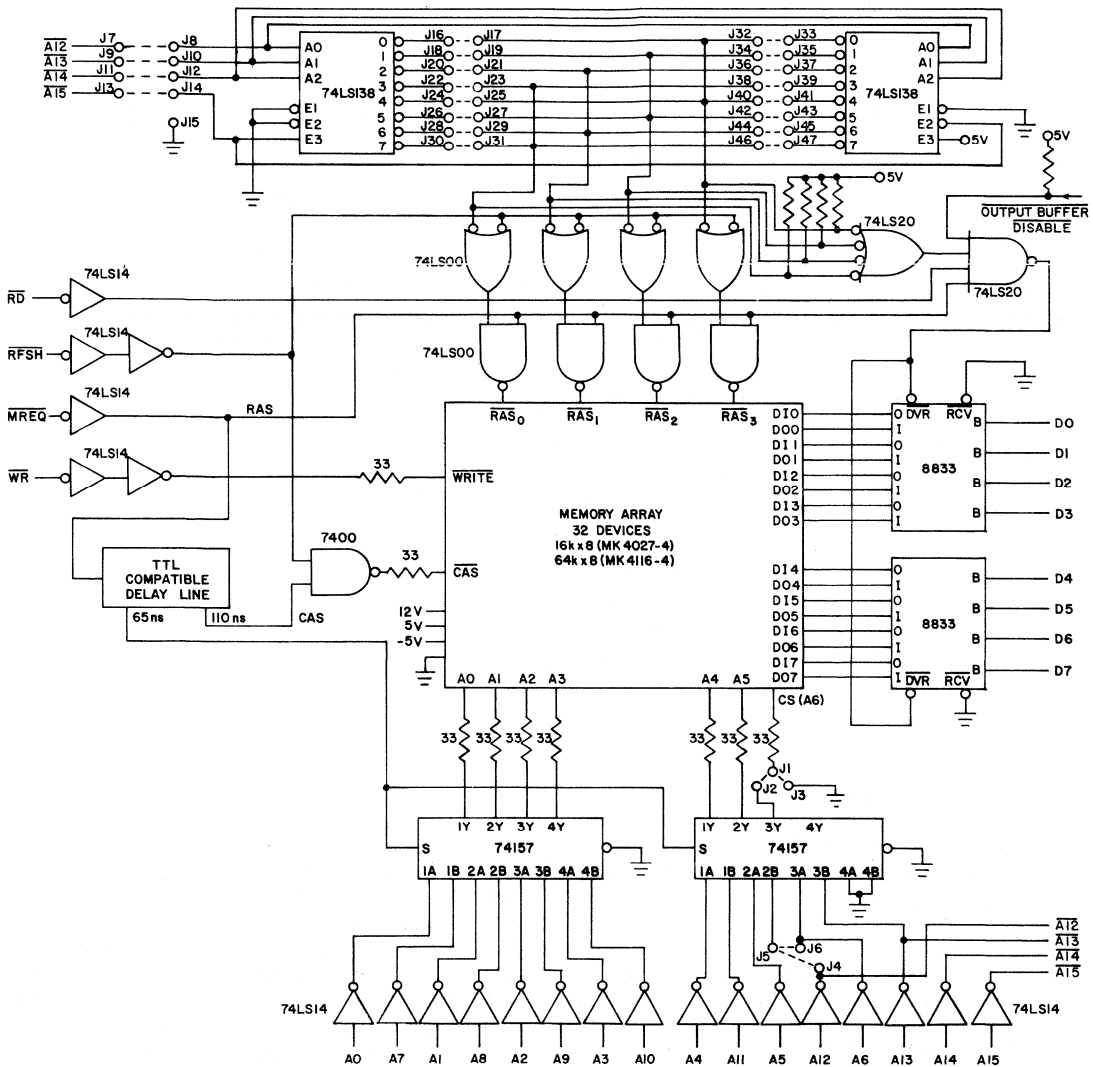 A12 J7 J8
A13 J9 J10
A14 J11 J12
A15 J13 J14
J15
A0
A1
A2
74LS138
E1
E2
E3
0 J16 J17 J32 J33 0
1 J18 J19 J34 J35 1
2 J20 J21 J36 J37 2
3 J22 J23 J38 J39 3
4 J24 J25 J40 J41 4
5 J26 J27 J42 J43 5
6 J28 J29 J44 J45 6
7 J30 J31 J46 J47 7
A0
A1
A2
74LS138
E1
E2
E3 5V
5V
5V
OUTPUT BUFFER
DISABLE
74LS20
74LS20
74LS00
74LS00
RD 74LS14
RFSH 74LS14
MREQ 74LS14
RAS
WR 74LS14
33
7400
33
TTL
COMPATIBLE
DELAY LINE
65ns 110ns CAS
RAS0 RAS1 RAS2 RAS3
WRITE
CAS
MEMORY ARRAY
32 DEVICES
16k x 8 (MK 4027-4)
64k x 8 (MK 4116-4)
12V
5V
-5V
DI0
DO0
DI1
DO1
DI2
DO2
DI3
DO3
DI4
DO4
DI5
DO5
DI6
DO6
DI7
DO7
O DVR RCV
I
O
I
O
I
O
I
8833
B D0
B D1
B D2
B D3
O
I
O
I
O
I
O
I DVR RCV
8833
B D4
B D5
B D6
B D7
A0 A1 A2 A3 A4 A5 CS (A6)
33 33 33 33 33 33 33
J1
J2 J3
1Y 2Y 3Y 4Y
S 74157
1A 1B 2A 2B 3A 3B 4A 4B
1Y 2Y 3Y 4Y
S 74157
1A 1B 2A 2B 3A 3B 4A 4B
J5 J6
J4
A12
A13
A14
A15
74LS14 74LS14
A0 A7 A1 A8 A2 A9 A3 A10 A4 A11 A5 A12 A6 A13 A14 A15